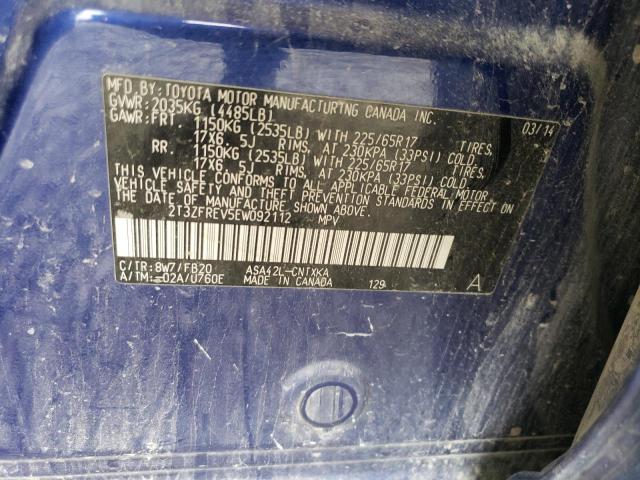 MFD. BY: TOYOTA MOTOR MANUFACTURING CANADA INC.
GVWR: 2035KG (4485LB) 03/14
GAWR: FRT 1150KG (2535LB) WITH 225/65R17 TIRES,
17X6.5J RIMS, AT 230KPA (33PSI) COLD
RR 1150KG (2535LB) WITH 225/65R17 TIRES,
17X6.5J RIMS, AT 230KPA (33PSI) COLD
THIS VEHICLE CONFORMS TO ALL APPLICABLE FEDERAL MOTOR
VEHICLE SAFETY AND THEFT PREVENTION STANDARDS IN EFFECT ON
THE DATE OF MANUFACTURE SHOWN ABOVE.
2T3ZFREV5EW092112 MPV
C/TR: 8W7/FB20 ASA42L-CNTXKA A
A/TM: -02A/U760E MADE IN CANADA 129